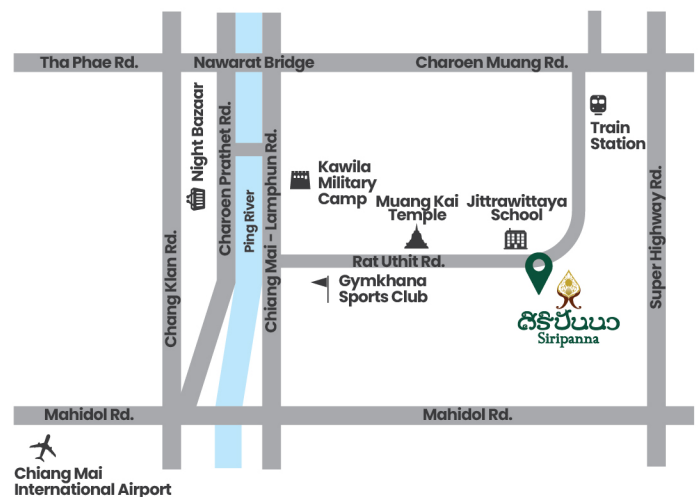 Tha Phae Rd.
Nawarat Bridge
Charoen Muang Rd.
Night Bazaar
Charoen Prathet Rd.
Ping River
Chiang Mai - Lamphun Rd.
Chang Klan Rd.
Kawila
Military
Camp
Muang Kai
Temple
Jittrawittaya
School
Train
Station
Super Highway Rd.
Rat Uthit Rd.
Gymkhana
Sports Club
Siripanna
Mahidol Rd.
Mahidol Rd.
Chiang Mai
International Airport